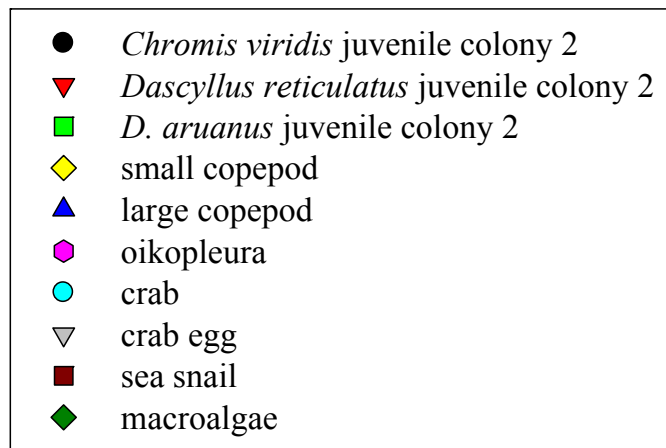 Chromis viridis juvenile colony 2
Dascyllus reticulatus juvenile colony 2
D. aruanus juvenile colony 2
small copepod
large copepod
oikopleura
crab
crab egg
sea snail
macroalgae